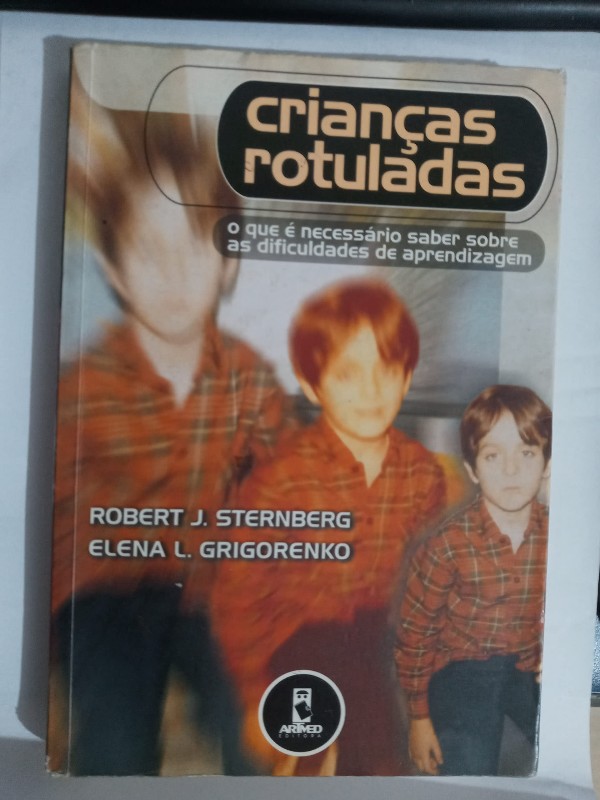 crianças
rotuladas
o que é necessário saber sobre
as dificuldades de aprendizagem
ROBERT J. STERNBERG
ELENA L. GRIGORENKO
ARTMED
EDITORA